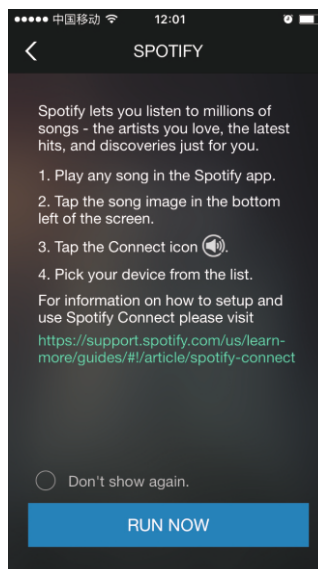 中国移动 12:01
SPOTIFY
Spotify lets you listen to millions of
songs - the artists you love, the latest
hits, and discoveries just for you.
1. Play any song in the Spotify app.
2. Tap the song image in the bottom
left of the screen.
3. Tap the Connect icon .
4. Pick your device from the list.
For information on how to setup and
use Spotify Connect please visit
https://support.spotify.com/us/learn-
more/guides/#!/article/spotify-connect
Don't show again.
RUN NOW